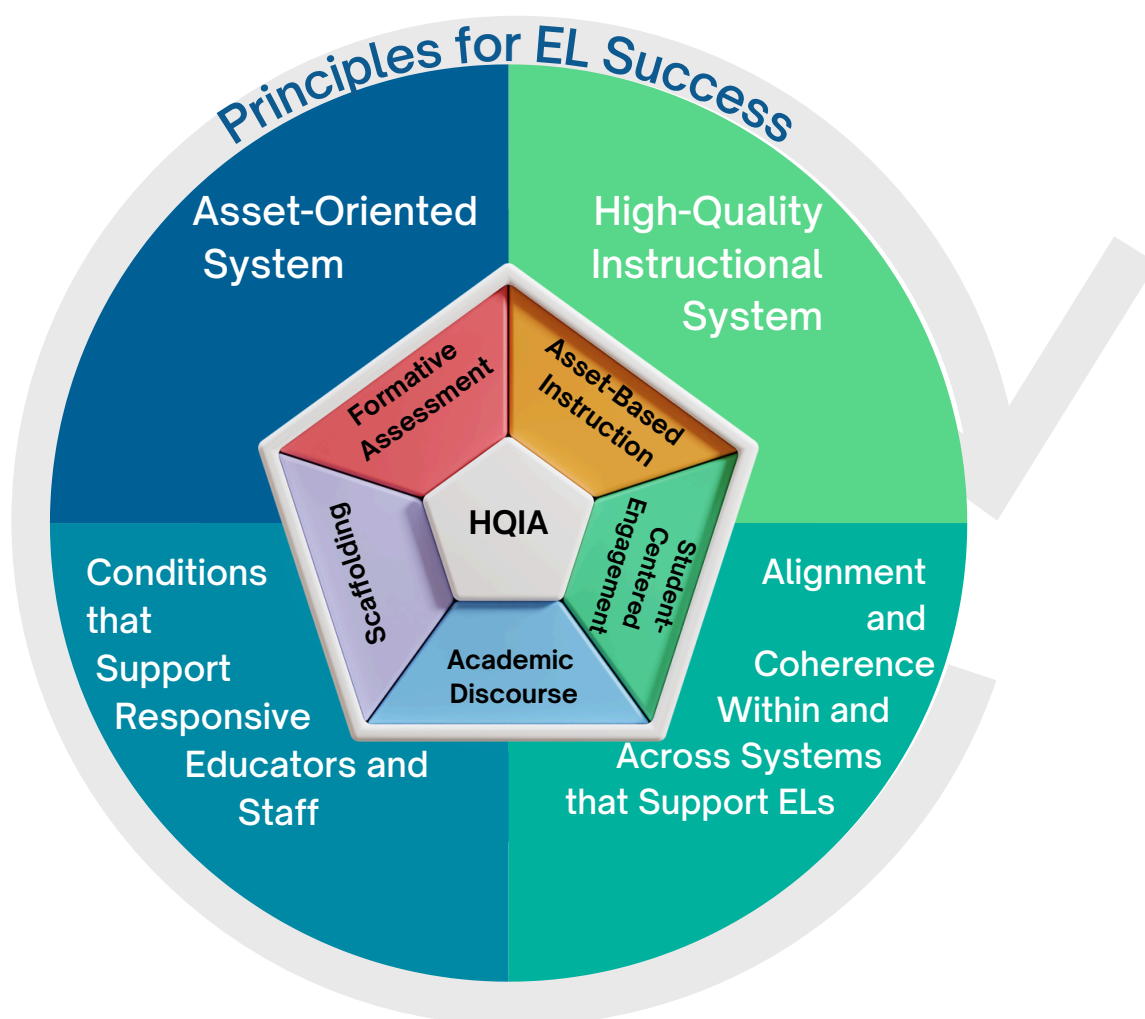 Principles for EL Success
Asset-Oriented
System
High-Quality
Instructional
System
Formative
Assessment
Asset-Based
Instruction
Scaffolding
HQIA
Student-
Centered
Engagement
Academic
Discourse
Conditions
that
Support
Responsive
Educators and
Staff
Alignment
and
Coherence
Within and
Across Systems
that Support ELs